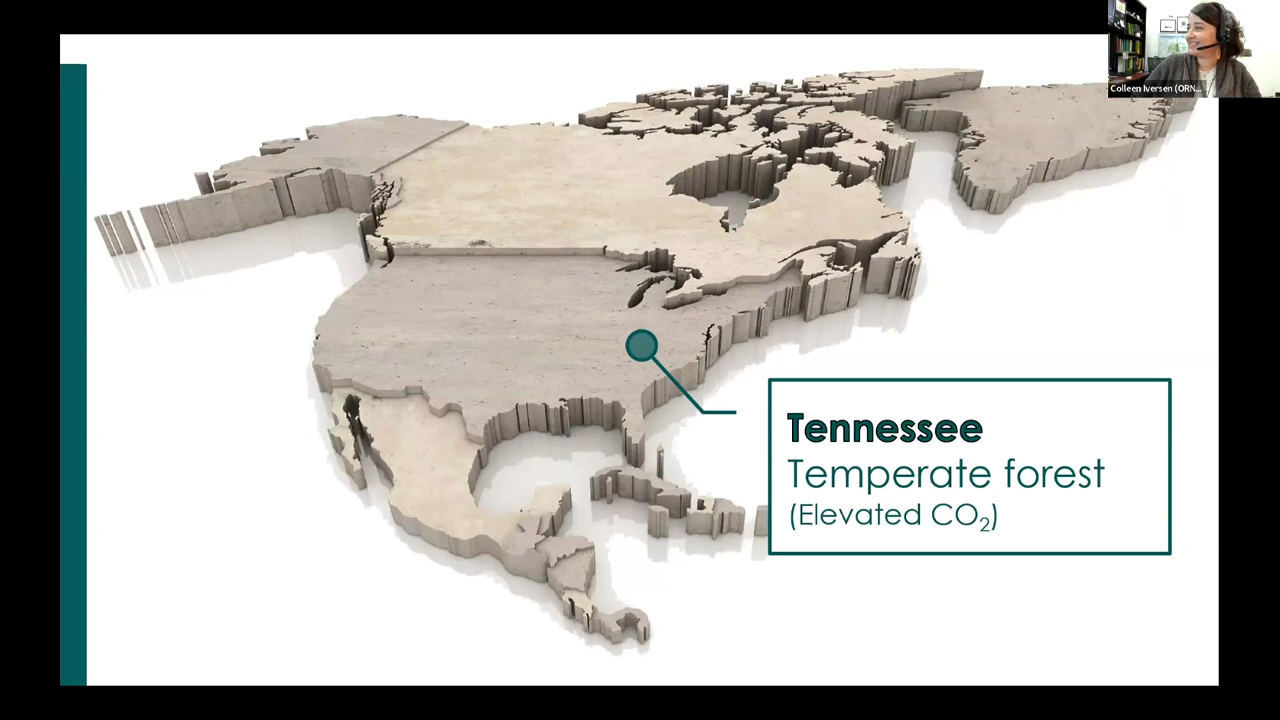 Colleen Iversen (ORN...
Tennessee
Temperate forest
(Elevated CO₂)